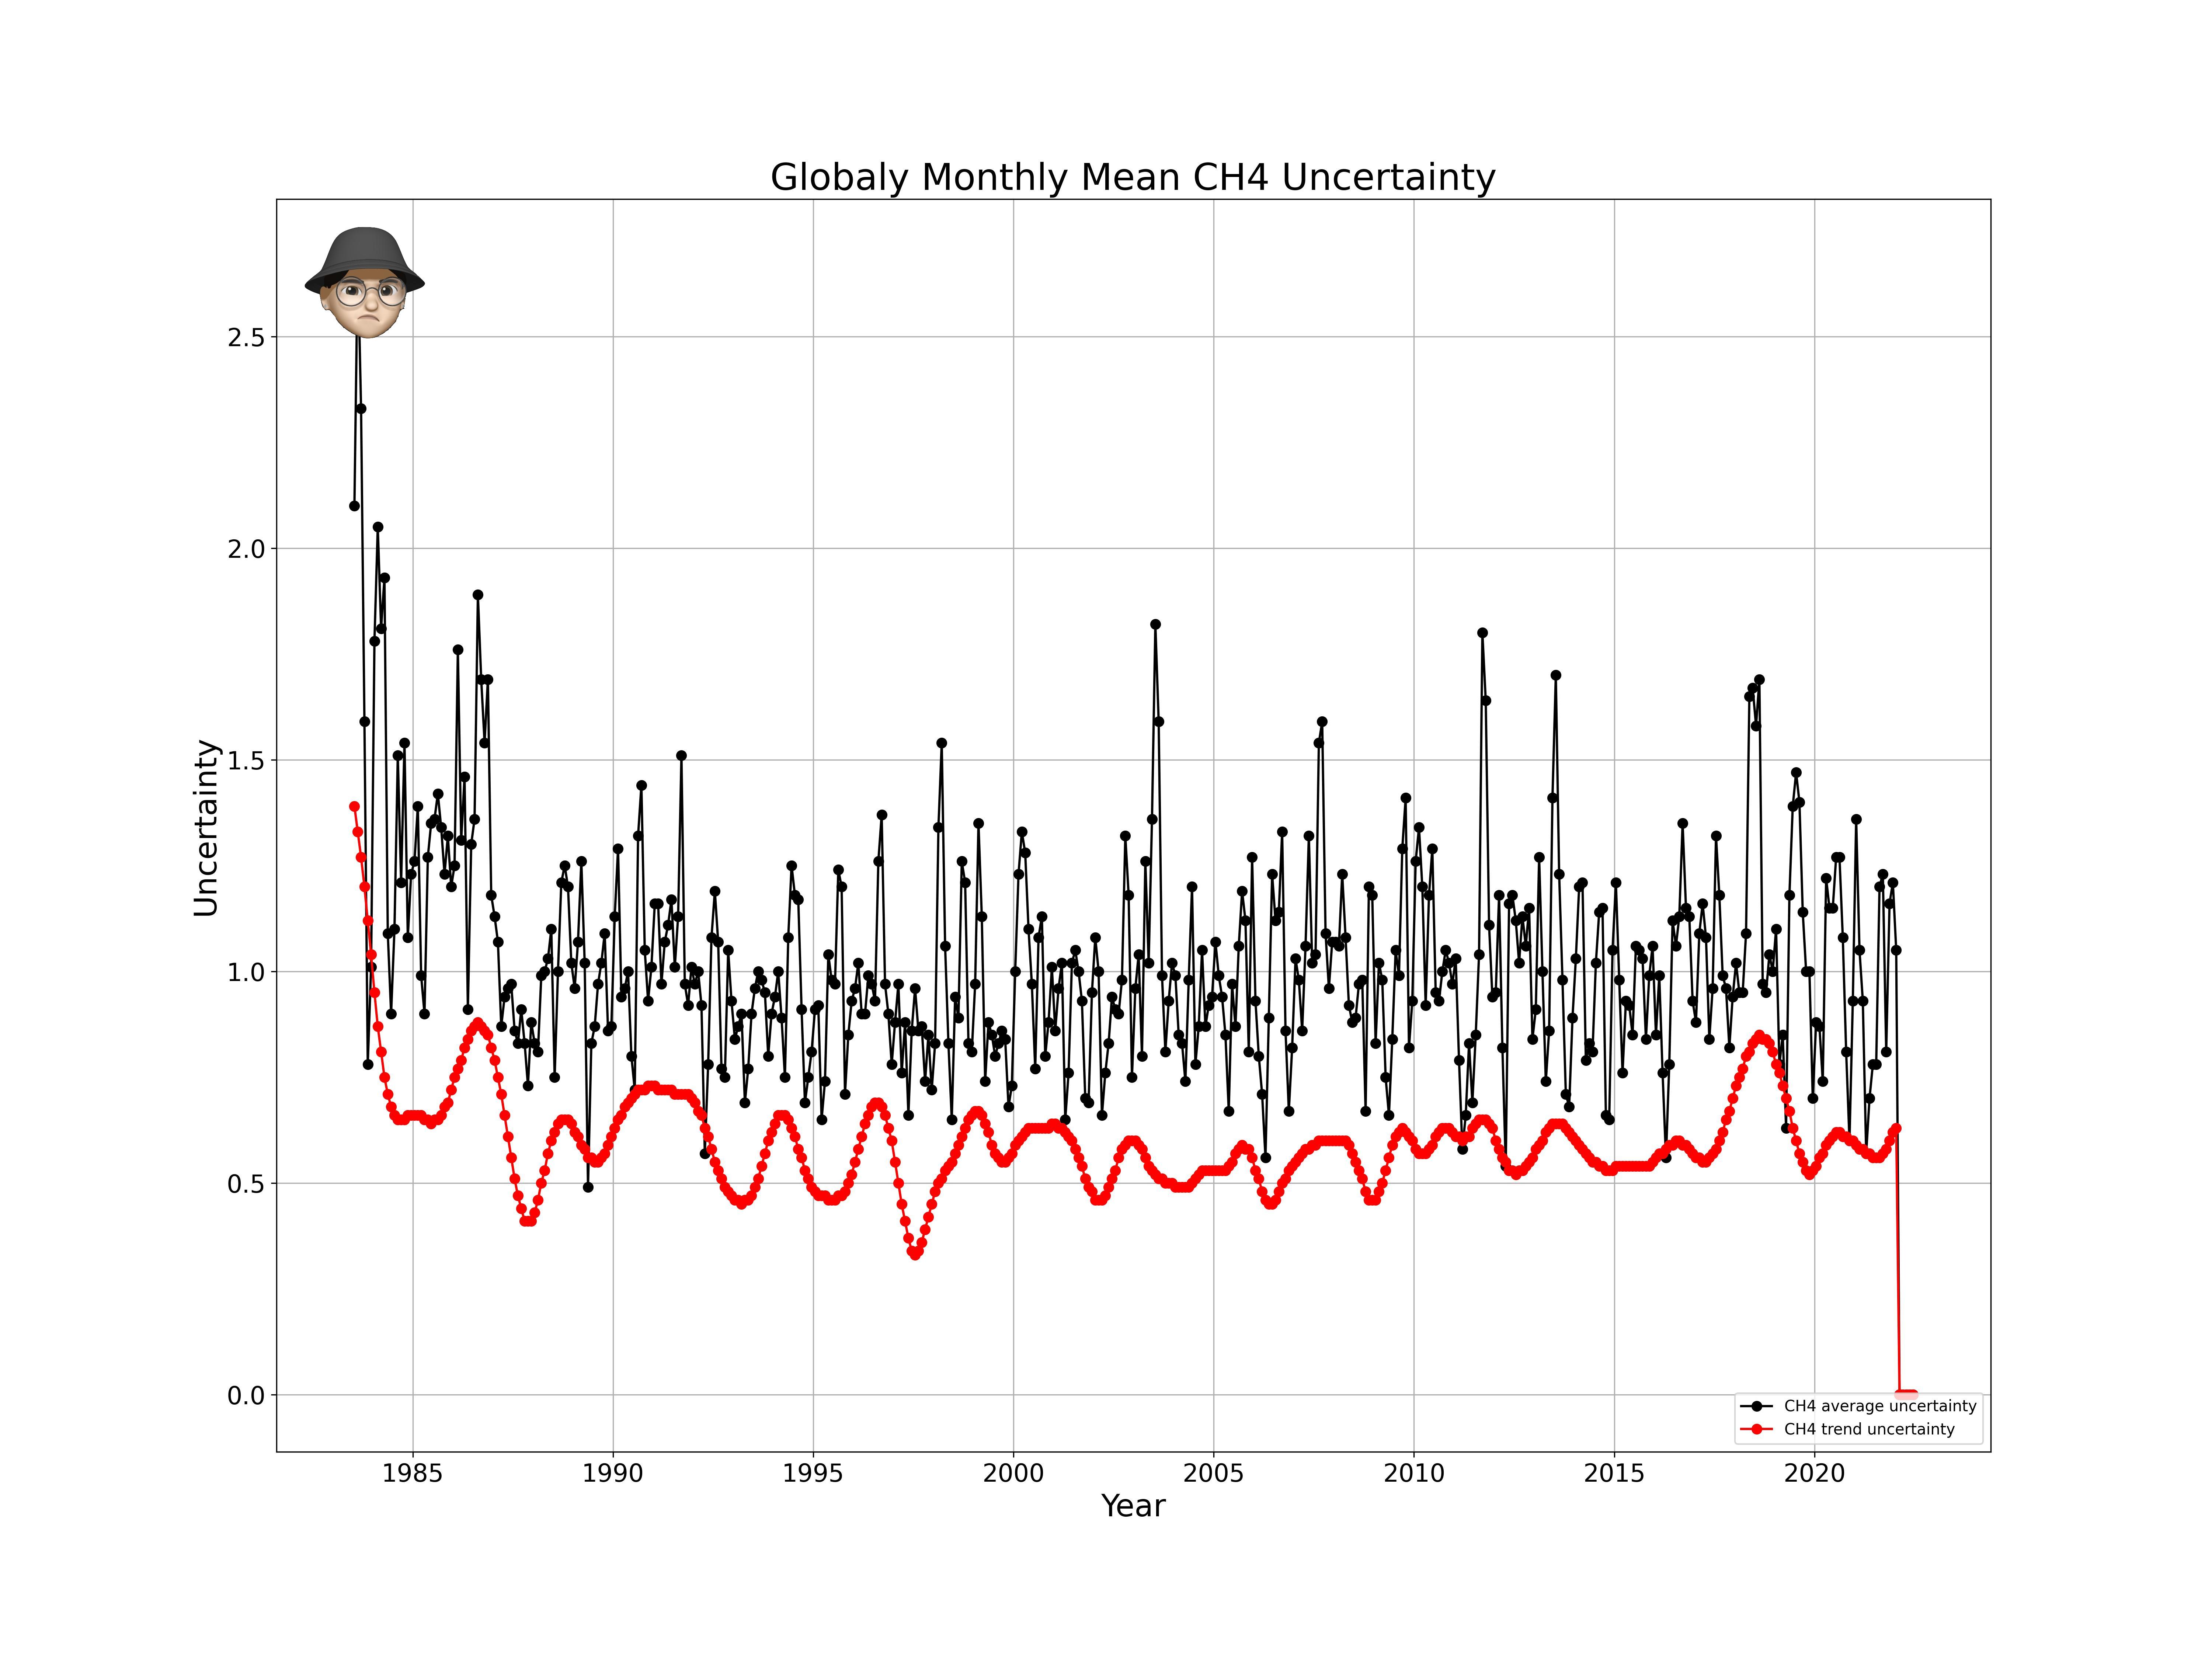 Globaly Monthly Mean CH4 Uncertainty
Uncertainty
2.5
2.0
1.5
1.0
0.5
0.0
1985 1990 1995 2000 2005 2010 2015 2020
Year
CH4 average uncertainty
CH4 trend uncertainty